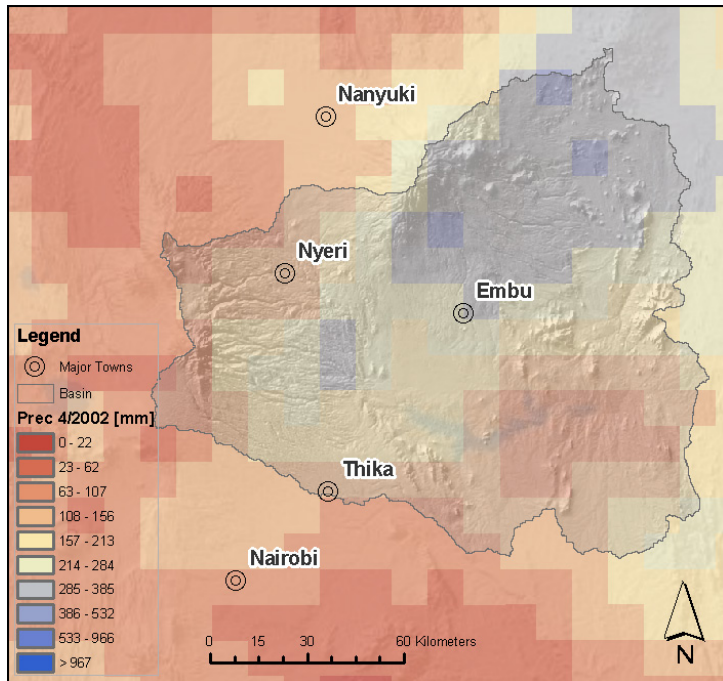 Nanyuki
Nyeri
Embu
Legend
Major Towns
Basin
Prec 4/2002 [mm]
0 - 22
23 - 62
63 - 107
108 - 156
157 - 213
214 - 284
285 - 385
386 - 532
533 - 966
> 967
Thika
Nairobi
0 15 30 60 Kilometers
N